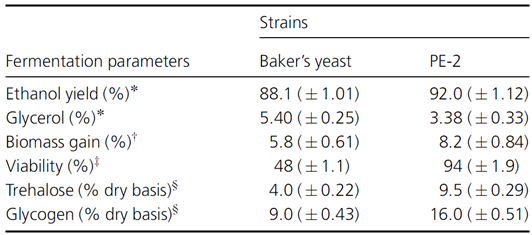 Strains
Fermentation parameters Baker's yeast PE-2
Ethanol yield (%)* 88.1 (±1.01) 92.0 (±1.12)
Glycerol (%)* 5.40 (±0.25) 3.38 (±0.33)
Biomass gain (%)† 5.8 (±0.61) 8.2 (±0.84)
Viability (%)‡ 48 (±1.1) 94 (±1.9)
Trehalose (% dry basis)§ 4.0 (±0.22) 9.5 (±0.29)
Glycogen (% dry basis)§ 9.0 (±0.43) 16.0 (±0.51)